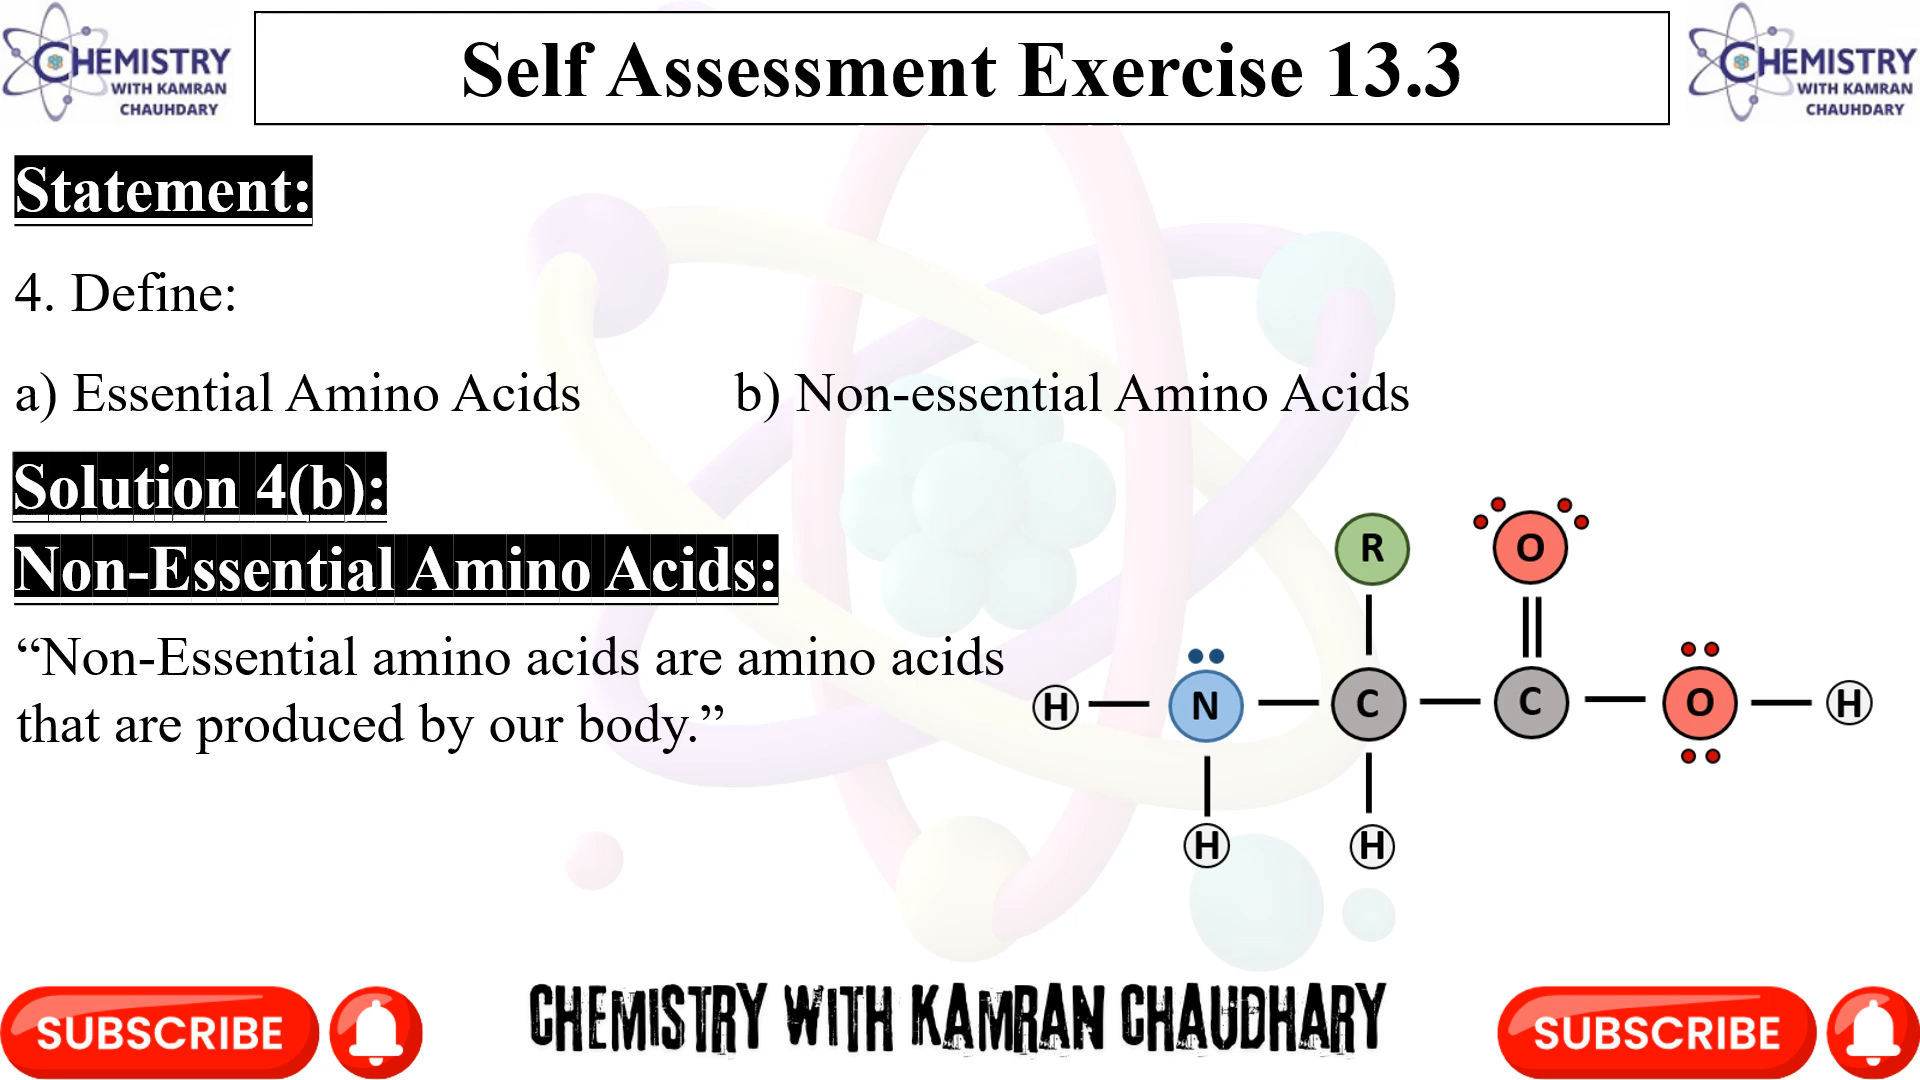 CHEMISTRY
WITH KAMRAN
CHAUHDARY
Self Assessment Exercise 13.3
CHEMISTRY
WITH KAMRAN
CHAUHDARY
Statement:
4. Define:
a) Essential Amino Acids b) Non-essential Amino Acids
Solution 4(b):
Non-Essential Amino Acids:
“Non-Essential amino acids are amino acids
that are produced by our body.”
R O
H N C C O H
H H
SUBSCRIBE
CHEMISTRY WITH KAMRAN CHAUDHARY
SUBSCRIBE